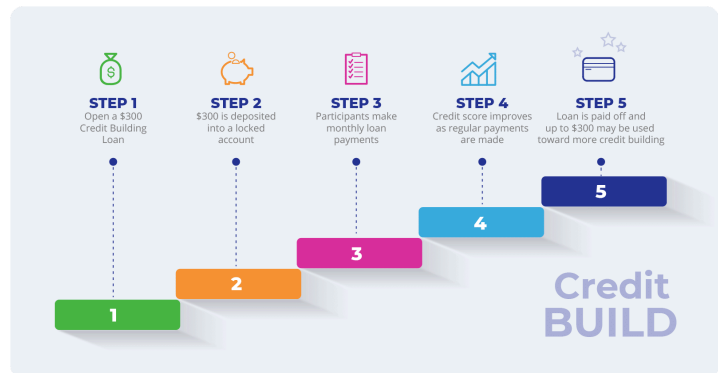 STEP 1
Open a $300
Credit Building
Loan
STEP 2
$300 is deposited
into a locked
account
STEP 3
Participants make
monthly loan
payments
STEP 4
Credit score improves
as regular payments
are made
STEP 5
Loan is paid off and
up to $300 may be used
toward more credit building
5
4
3
2
1
Credit
BUILD
$